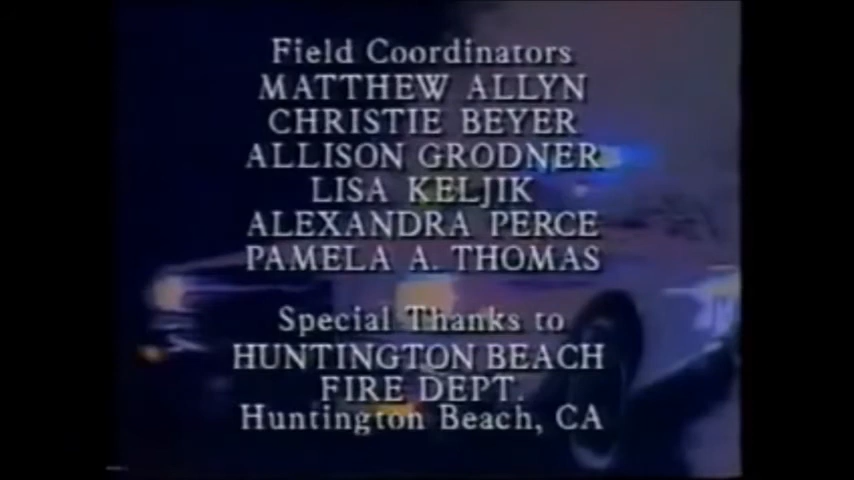 Field Coordinators
MATTHEW ALLYN
CHRISTIE BEYER
ALLISON GRODNER
LISA KELJIK
ALEXANDRA PERCE
PAMELA A. THOMAS
Special Thanks to
HUNTINGTON BEACH
FIRE DEPT.
Huntington Beach, CA